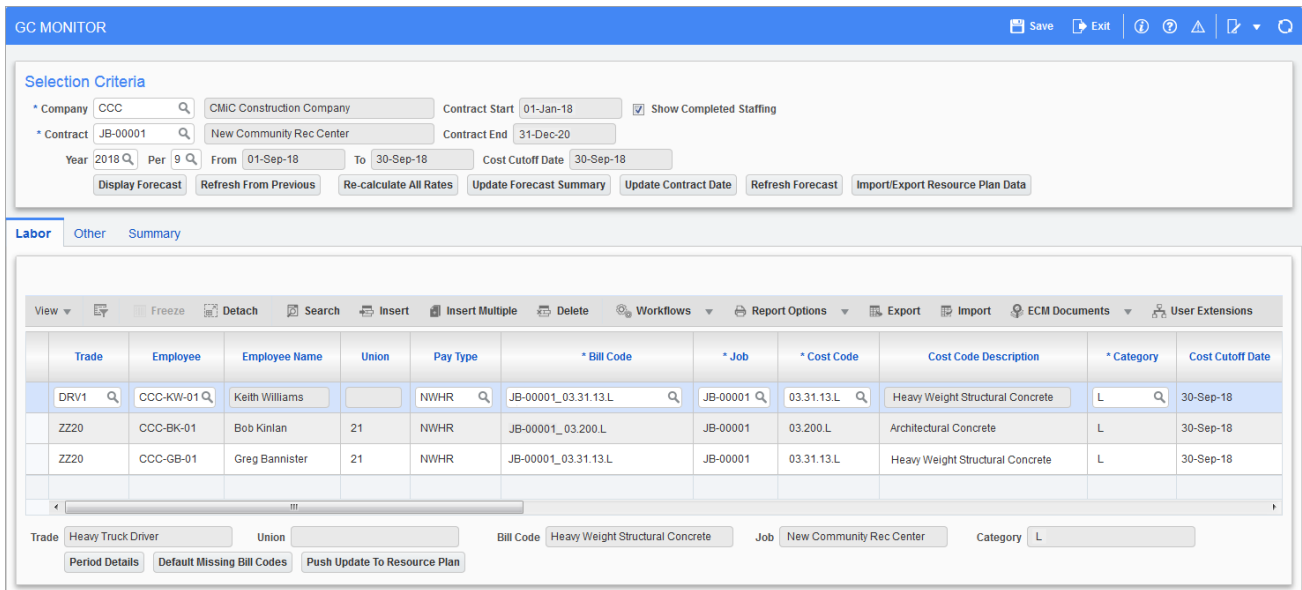 GC MONITOR Save Exit
Selection Criteria
* Company CCC CMiC Construction Company Contract Start 01-Jan-18 Show Completed Staffing
* Contract JB-00001 New Community Rec Center Contract End 31-Dec-20
Year 2018 Per 9 From 01-Sep-18 To 30-Sep-18 Cost Cutoff Date 30-Sep-18
Display Forecast Refresh From Previous Re-calculate All Rates Update Forecast Summary Update Contract Date Refresh Forecast Import/Export Resource Plan Data
Labor Other Summary
View Freeze Detach Search Insert Insert Multiple Delete Workflows Report Options Export Import ECM Documents User Extensions
Trade Employee Employee Name Union Pay Type * Bill Code * Job * Cost Code Cost Code Description * Category Cost Cutoff Date
DRV1 CCC-KW-01 Keith Williams NWHR JB-00001_03.31.13.L JB-00001 03.31.13.L Heavy Weight Structural Concrete L 30-Sep-18
ZZ20 CCC-BK-01 Bob Kinlan 21 NWHR JB-00001_ 03.200.L JB-00001 03.200.L Architectural Concrete L 30-Sep-18
ZZ20 CCC-GB-01 Greg Bannister 21 NWHR JB-00001_03.31.13.L JB-00001 03.31.13.L Heavy Weight Structural Concrete L 30-Sep-18
Trade Heavy Truck Driver Union Bill Code Heavy Weight Structural Concrete Job New Community Rec Center Category L
Period Details Default Missing Bill Codes Push Update To Resource Plan